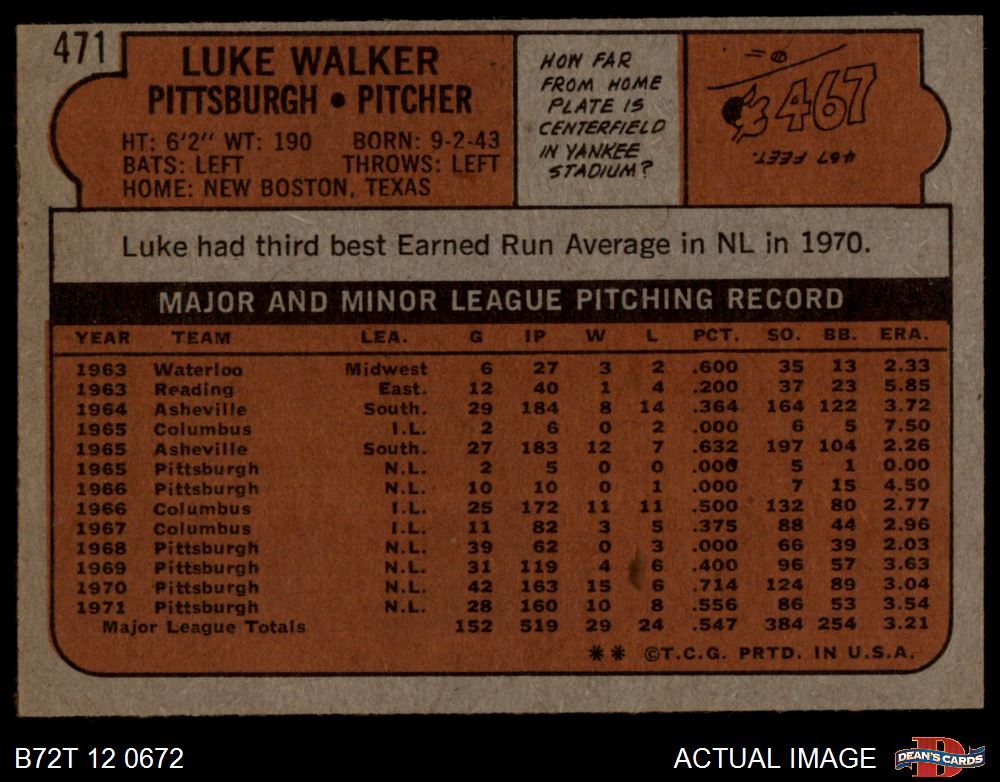 471
LUKE WALKER
PITTSBURGH • PITCHER
HT: 6'2" WT: 190 BORN: 9-2-43
BATS: LEFT THROWS: LEFT
HOME: NEW BOSTON, TEXAS
HOW FAR
FROM HOME
PLATE IS
CENTERFIELD
IN YANKEE
STADIUM?
467
467 FEET.
Luke had third best Earned Run Average in NL in 1970.
MAJOR AND MINOR LEAGUE PITCHING RECORD
YEAR TEAM LEA. G IP W L PCT. SO. BB. ERA.
1963 Waterloo Midwest 6 27 3 2 .600 35 13 2.33
1963 Reading East. 12 40 1 4 .200 37 23 5.85
1964 Asheville South. 29 184 8 14 .364 164 122 3.72
1965 Columbus I.L. 2 6 0 2 .000 6 5 7.50
1965 Asheville South. 27 183 12 7 .632 197 104 2.26
1965 Pittsburgh N.L. 2 5 0 0 .000 5 1 0.00
1966 Pittsburgh N.L. 10 10 0 1 .000 7 15 4.50
1966 Columbus I.L. 25 172 11 11 .500 132 80 2.77
1967 Columbus I.L. 11 82 3 5 .375 88 44 2.96
1968 Pittsburgh N.L. 39 62 0 3 .000 66 39 2.03
1969 Pittsburgh N.L. 31 119 4 6 .400 96 57 3.63
1970 Pittsburgh N.L. 42 163 15 6 .714 124 89 3.04
1971 Pittsburgh N.L. 28 160 10 8 .556 86 53 3.54
Major League Totals 152 519 29 24 .547 384 254 3.21
** ©T.C.G. PRTD. IN U.S.A.
B72T 12 0672
ACTUAL IMAGE
D
DEAN'S CARDS